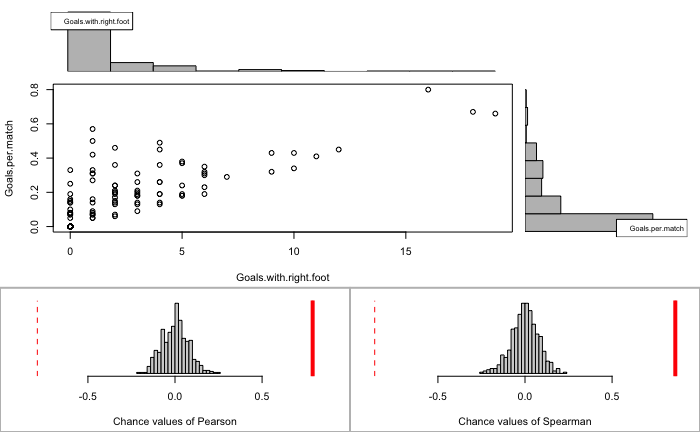 Goals.with.right.foot
Goals.per.match
0.0 0.2 0.4 0.6 0.8
0 5 10 15
Goals.with.right.foot
Goals.per.match
-0.5 0.0 0.5
Chance values of Pearson
-0.5 0.0 0.5
Chance values of Spearman